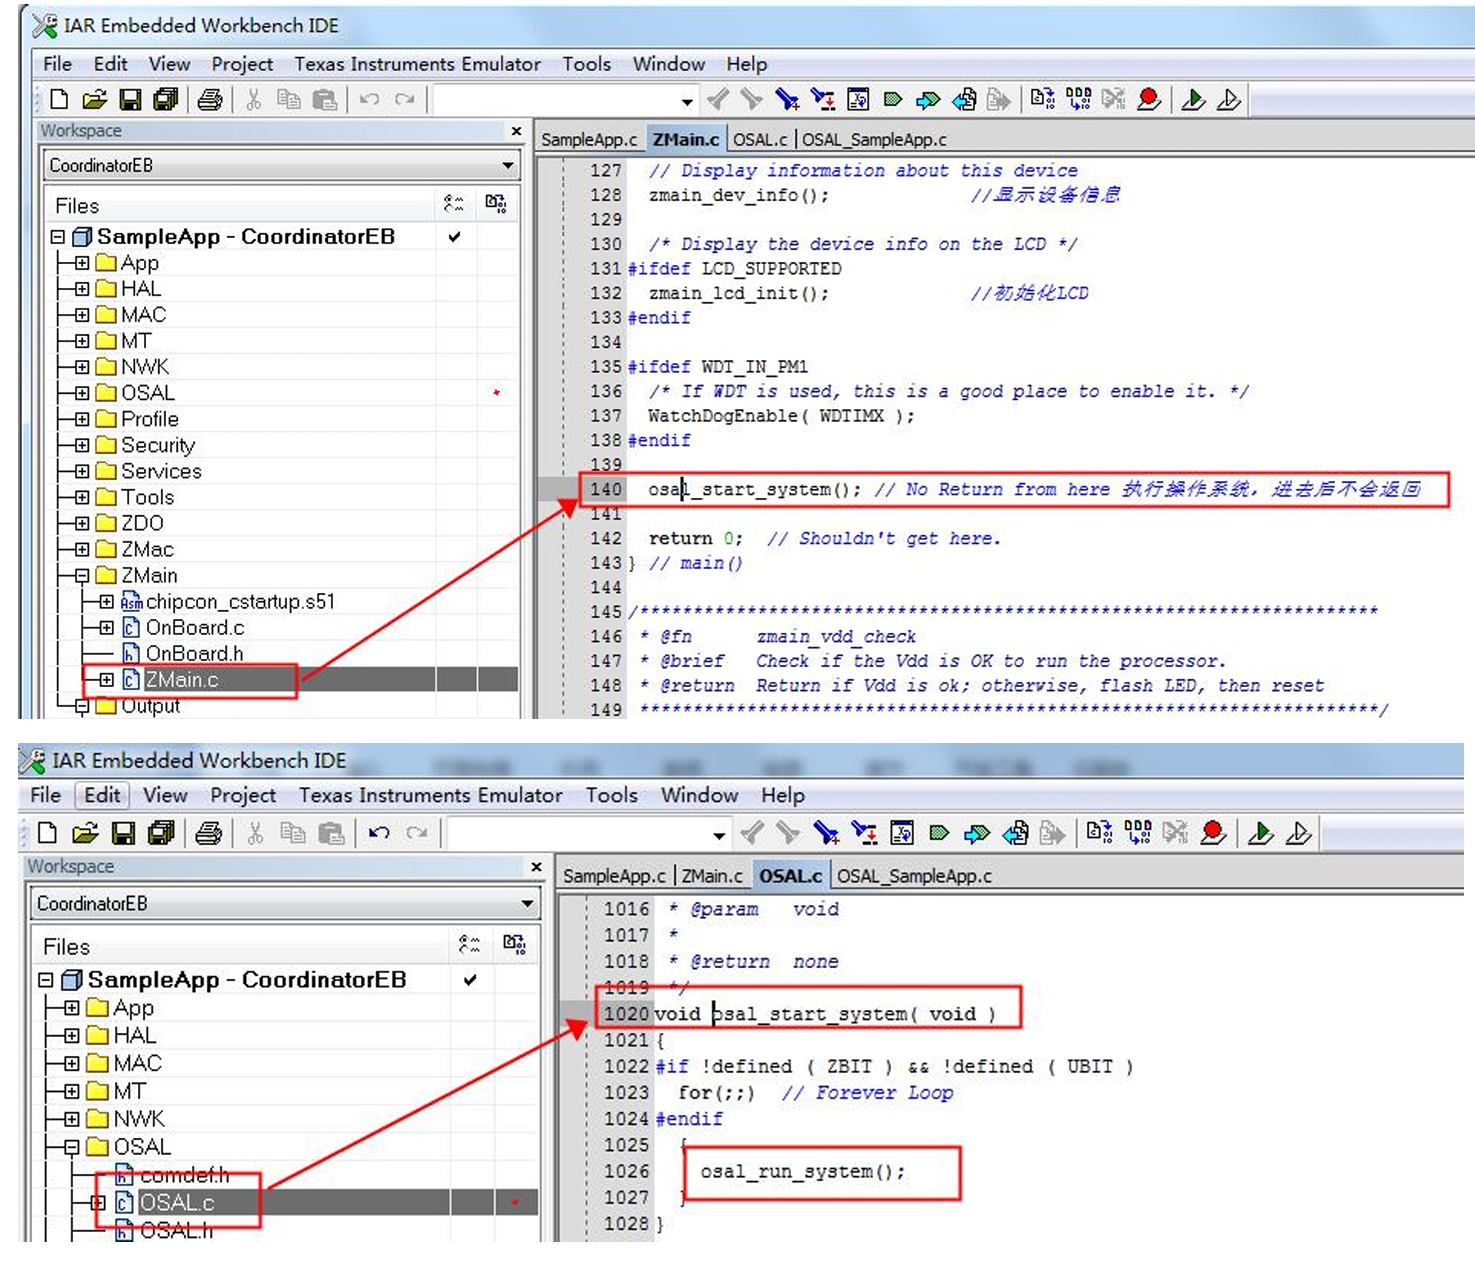 IAR Embedded Workbench IDE
File Edit View Project Texas Instruments Emulator Tools Window Help
Workspace
CoordinatorEB
Files
SampleApp - CoordinatorEB
App
HAL
MAC
MT
NWK
OSAL
Profile
Security
Services
Tools
ZDO
ZMac
ZMain
chipcon_cstartup.s51
OnBoard.c
OnBoard.h
ZMain.c
Output
SampleApp.c ZMain.c OSAL.c OSAL_SampleApp.c
127 // Display information about this device
128 zmain_dev_info(); //显示设备信息
129
130 /* Display the device info on the LCD */
131 #ifdef LCD_SUPPORTED
132 zmain_lcd_init(); //初始化LCD
133 #endif
134
135 #ifdef WDT_IN_PM1
136 /* If WDT is used, this is a good place to enable it. */
137 WatchDogEnable( WDTIMX );
138 #endif
139
140 osal_start_system(); // No Return from here 执行操作系统，进去后不会返回
141
142 return 0; // Shouldn't get here.
143 } // main()
144
145 /*********************************************************************
146 * @fn zmain_vdd_check
147 * @brief Check if the Vdd is OK to run the processor.
148 * @return Return if Vdd is ok; otherwise, flash LED, then reset
149 *********************************************************************/
IAR Embedded Workbench IDE
File Edit View Project Texas Instruments Emulator Tools Window Help
Workspace
CoordinatorEB
Files
SampleApp - CoordinatorEB
App
HAL
MAC
MT
NWK
OSAL
comdef.h
OSAL.c
OSAL.h
SampleApp.c ZMain.c OSAL.c OSAL_SampleApp.c
1016 * @param void
1017 *
1018 * @return none
1019 */
1020 void osal_start_system( void )
1021 {
1022 #if !defined ( ZBIT ) && !defined ( UBIT )
1023 for(;;) // Forever Loop
1024 #endif
1025 {
1026 osal_run_system();
1027 }
1028 }